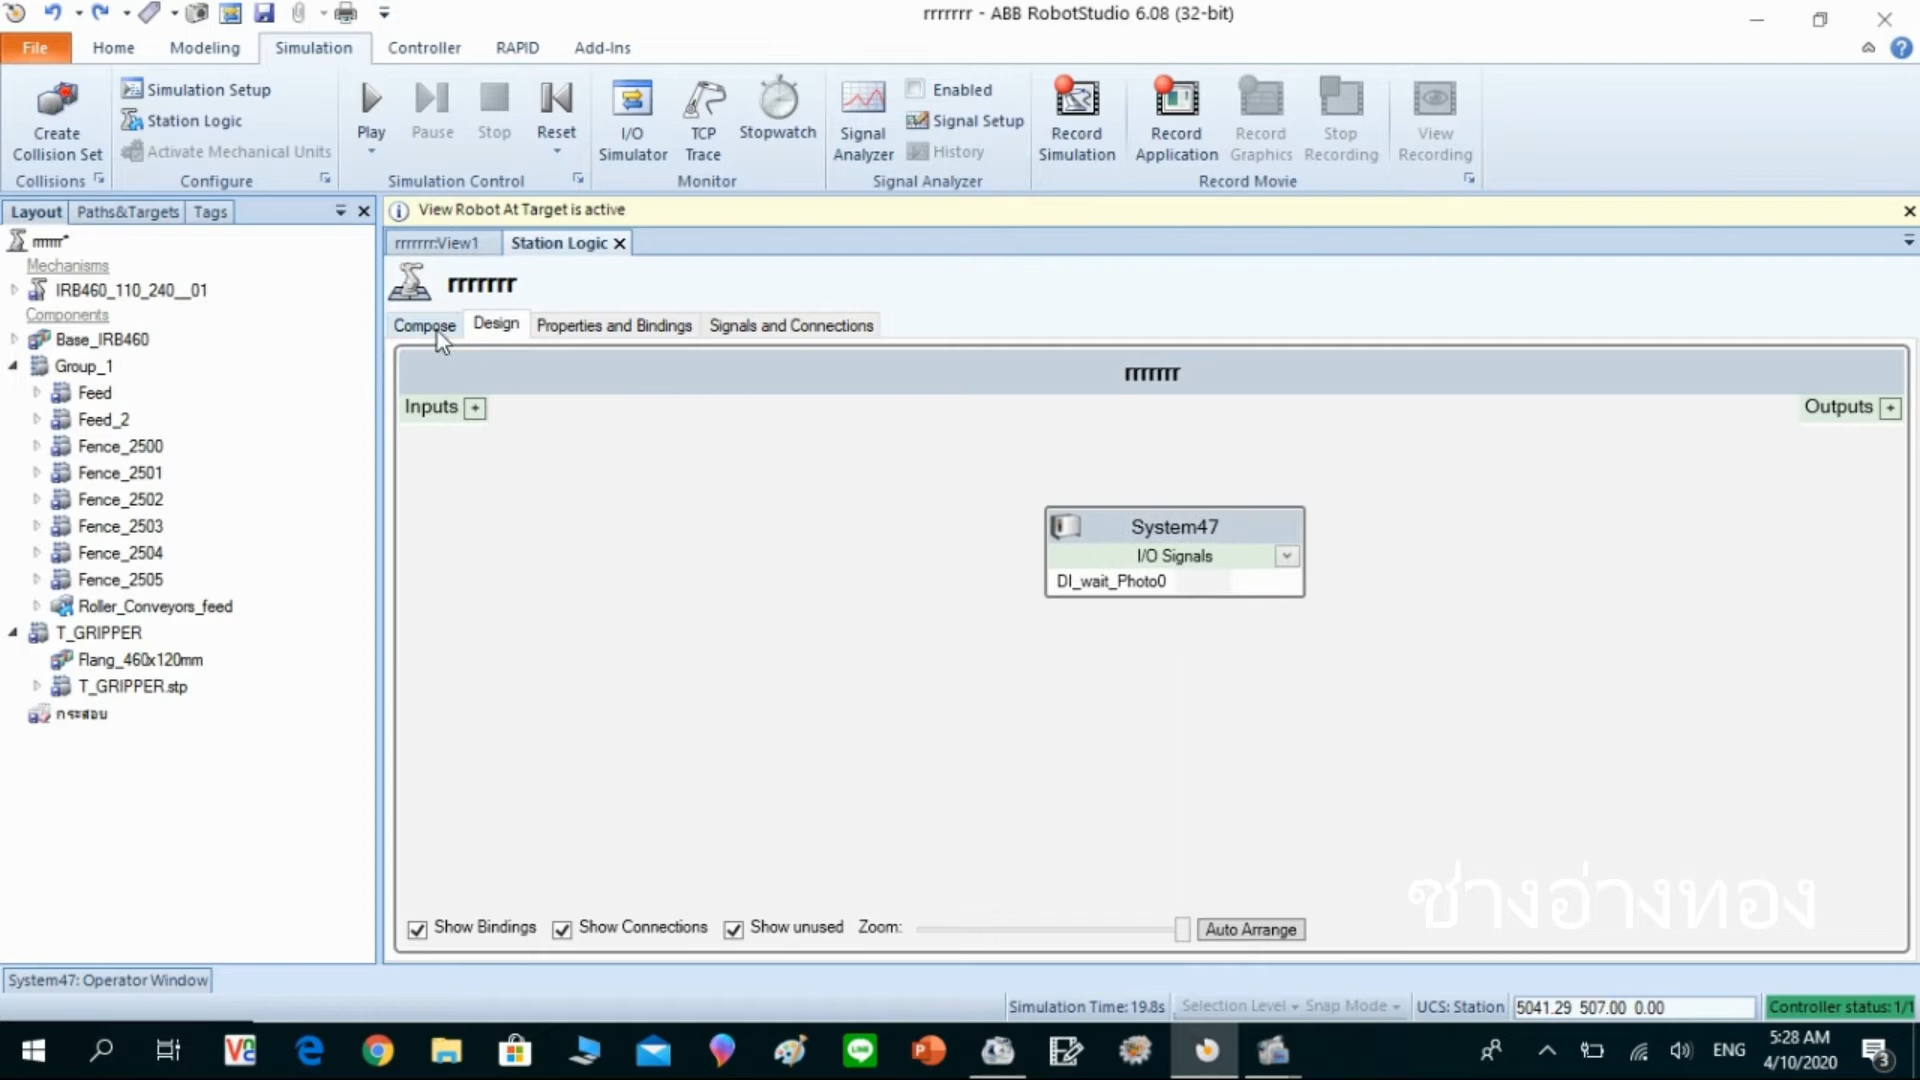 rrrrrrr - ABB RobotStudio 6.08 (32-bit)
File Home Modeling Simulation Controller RAPID Add-Ins
Create Collision Set
Collisions
Simulation Setup
Station Logic
Activate Mechanical Units
Configure
Play Pause Stop Reset
Simulation Control
I/O Simulator
TCP Trace
Stopwatch
Monitor
Signal Analyzer
Enabled
Signal Setup
History
Signal Analyzer
Record Simulation
Record Application
Record Graphics
Stop Recording
View Recording
Record Movie
Layout Paths&Targets Tags
rrrrrrr*
Mechanisms
IRB460_110_240__01
Components
Base_IRB460
Group_1
Feed
Feed_2
Fence_2500
Fence_2501
Fence_2502
Fence_2503
Fence_2504
Fence_2505
Roller_Conveyors_feed
T_GRIPPER
Flang_460x120mm
T_GRIPPER.stp
กระสอบ
View Robot At Target is active
rrrrrrr:View1 Station Logic
rrrrrrr
Compose Design Properties and Bindings Signals and Connections
rrrrrrr
Inputs +
Outputs +
System47
I/O Signals
DI_wait_Photo0
ช่างอ่างทอง
Show Bindings Show Connections Show unused Zoom: Auto Arrange
System47: Operator Window
Simulation Time: 19.8s Selection Level Snap Mode UCS: Station 5041.29 507.00 0.00 Controller status: 1/1
ENG
5:28 AM
4/10/2020
3